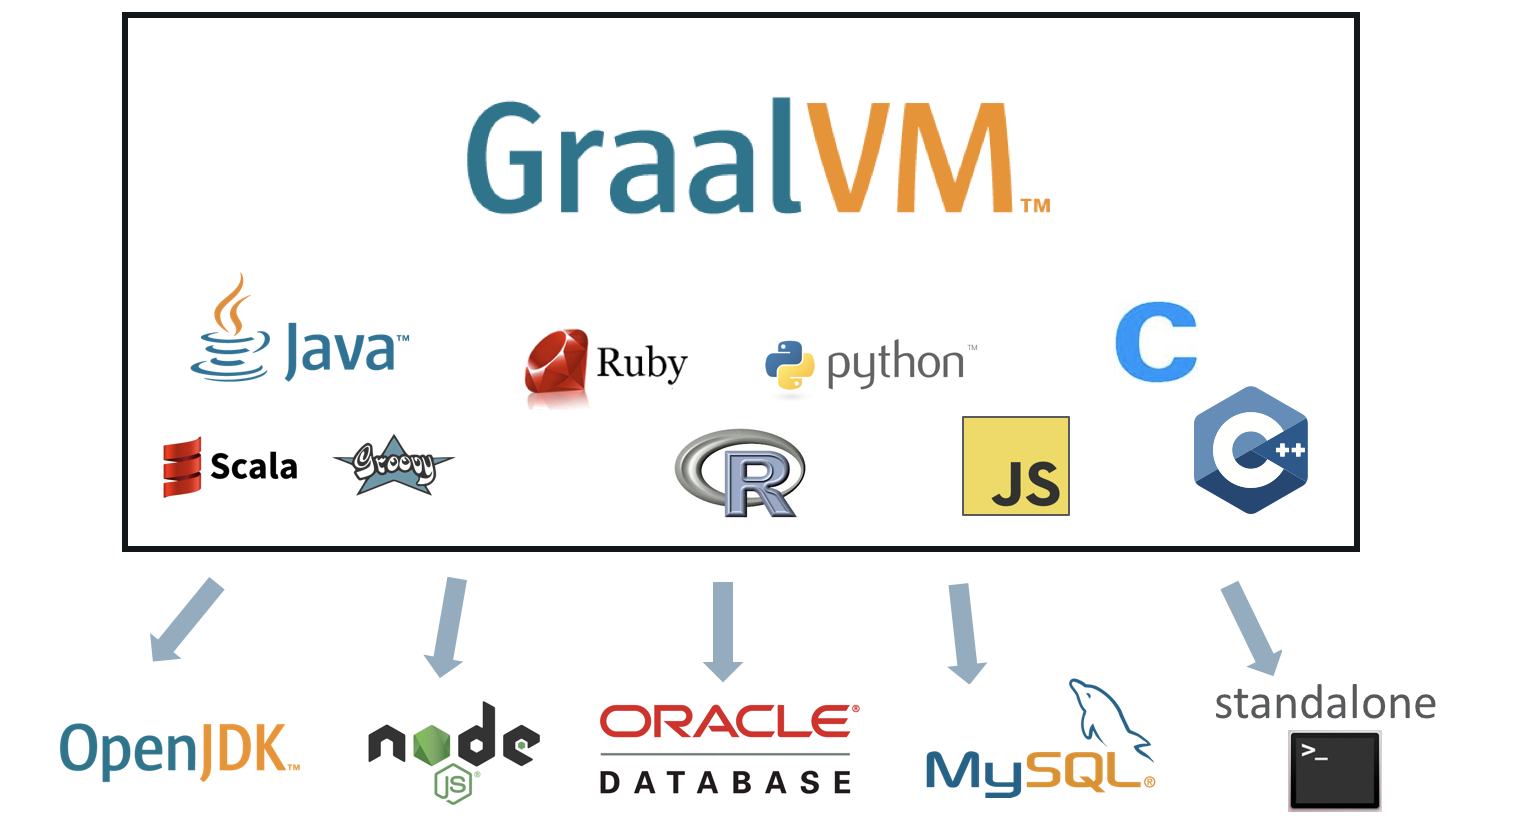 GraalVM™
Java™
Ruby
python™
C
Scala
Groovy
R
JS
C++
OpenJDK™
node
JS®
ORACLE®
DATABASE
MySQL®
standalone
>_